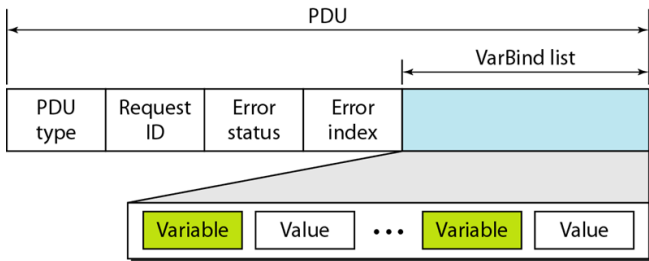 PDU
VarBind list
PDU type
Request ID
Error status
Error index
Variable Value ••• Variable Value